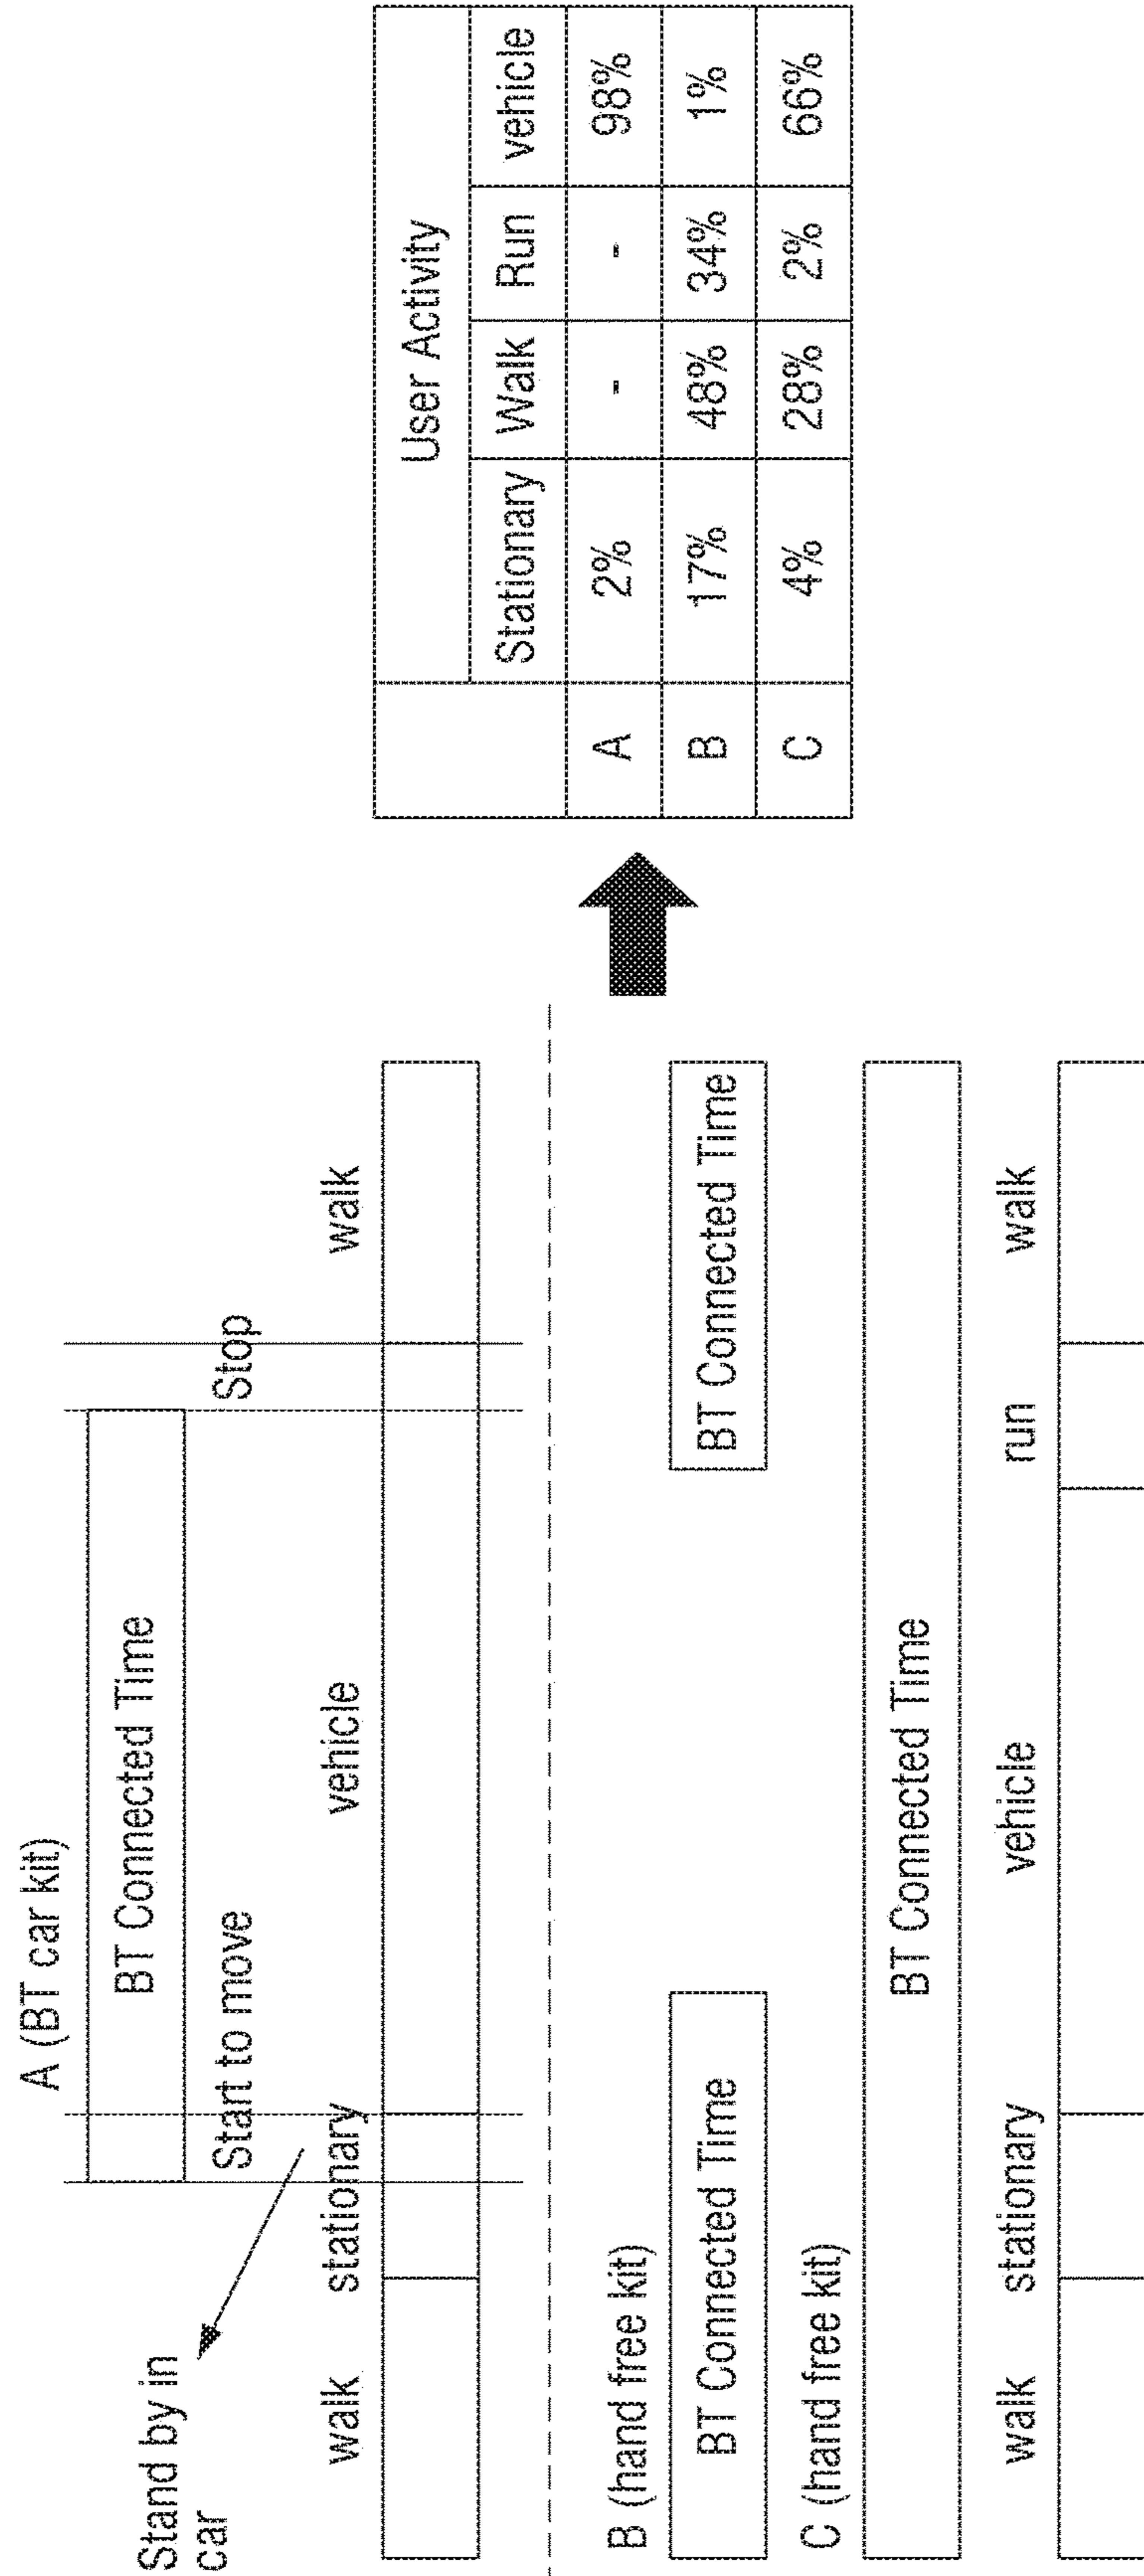 A (BT car kit)
BT Connected Time
Stand by in
car
Start to move
Stop
walk stationary vehicle walk
B (hand free kit)
BT Connected Time BT Connected Time
C (hand free kit)
BT Connected Time
walk stationary vehicle run walk
User Activity
Stationary Walk Run vehicle
A 2% - - 98%
B 17% 48% 34% 1%
C 4% 28% 2% 66%